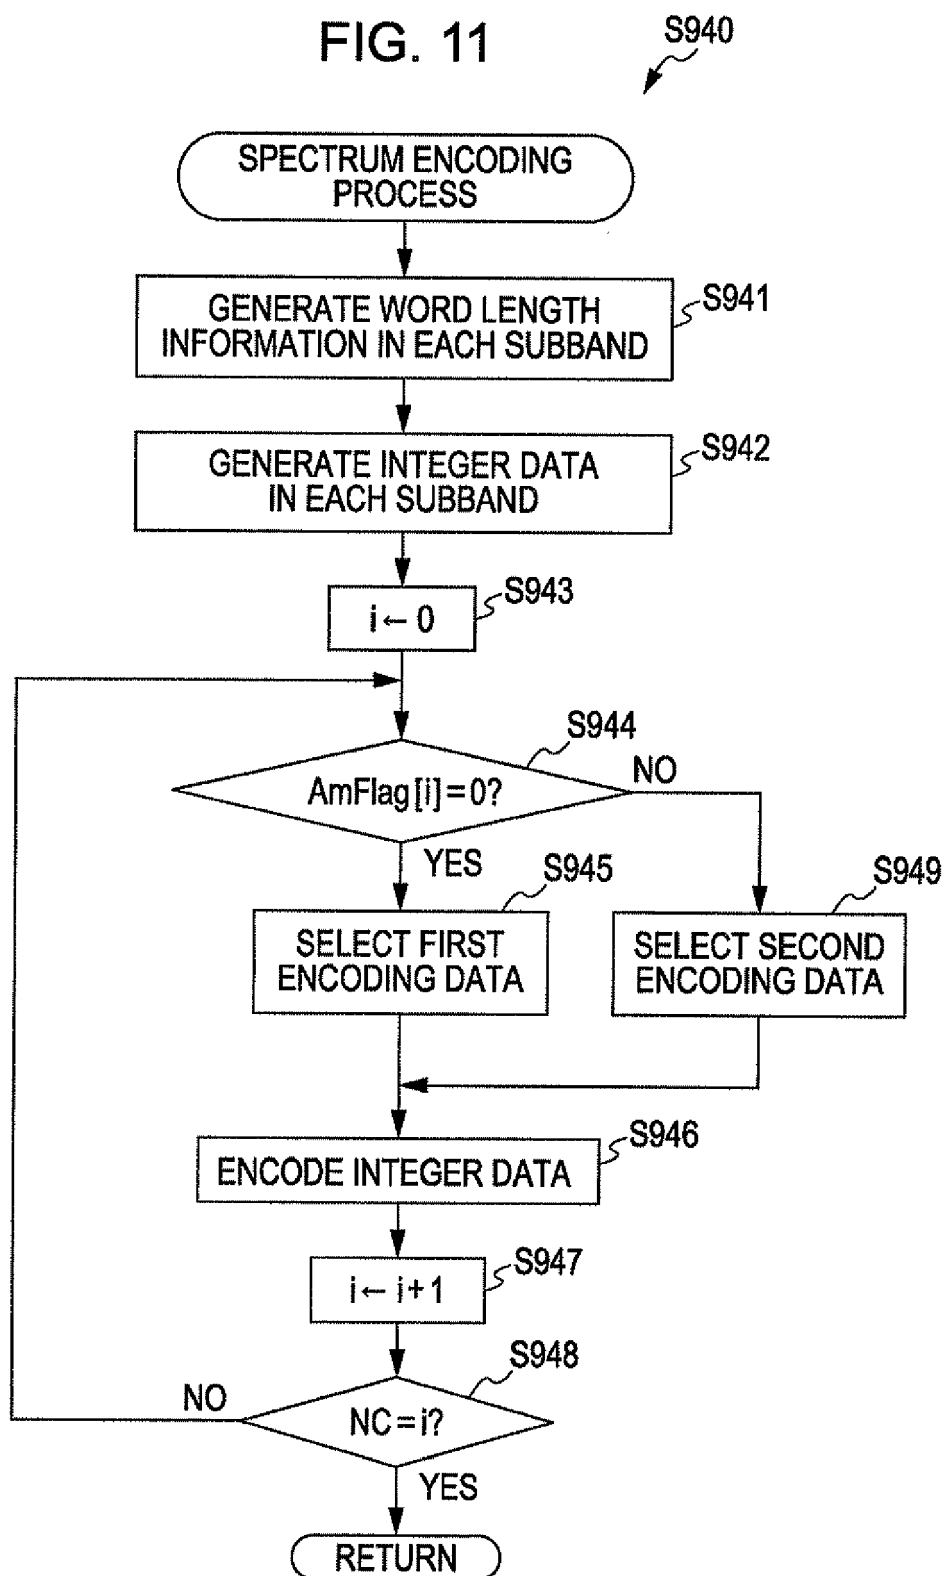 FIG. 11
S940
SPECTRUM ENCODING
PROCESS
S941
GENERATE WORD LENGTH
INFORMATION IN EACH SUBBAND
S942
GENERATE INTEGER DATA
IN EACH SUBBAND
S943
i ← 0
S944
AmFlag [i] = 0?
NO
YES
S945
SELECT FIRST
ENCODING DATA
S949
SELECT SECOND
ENCODING DATA
S946
ENCODE INTEGER DATA
S947
i ← i + 1
S948
NC = i?
NO
YES
RETURN